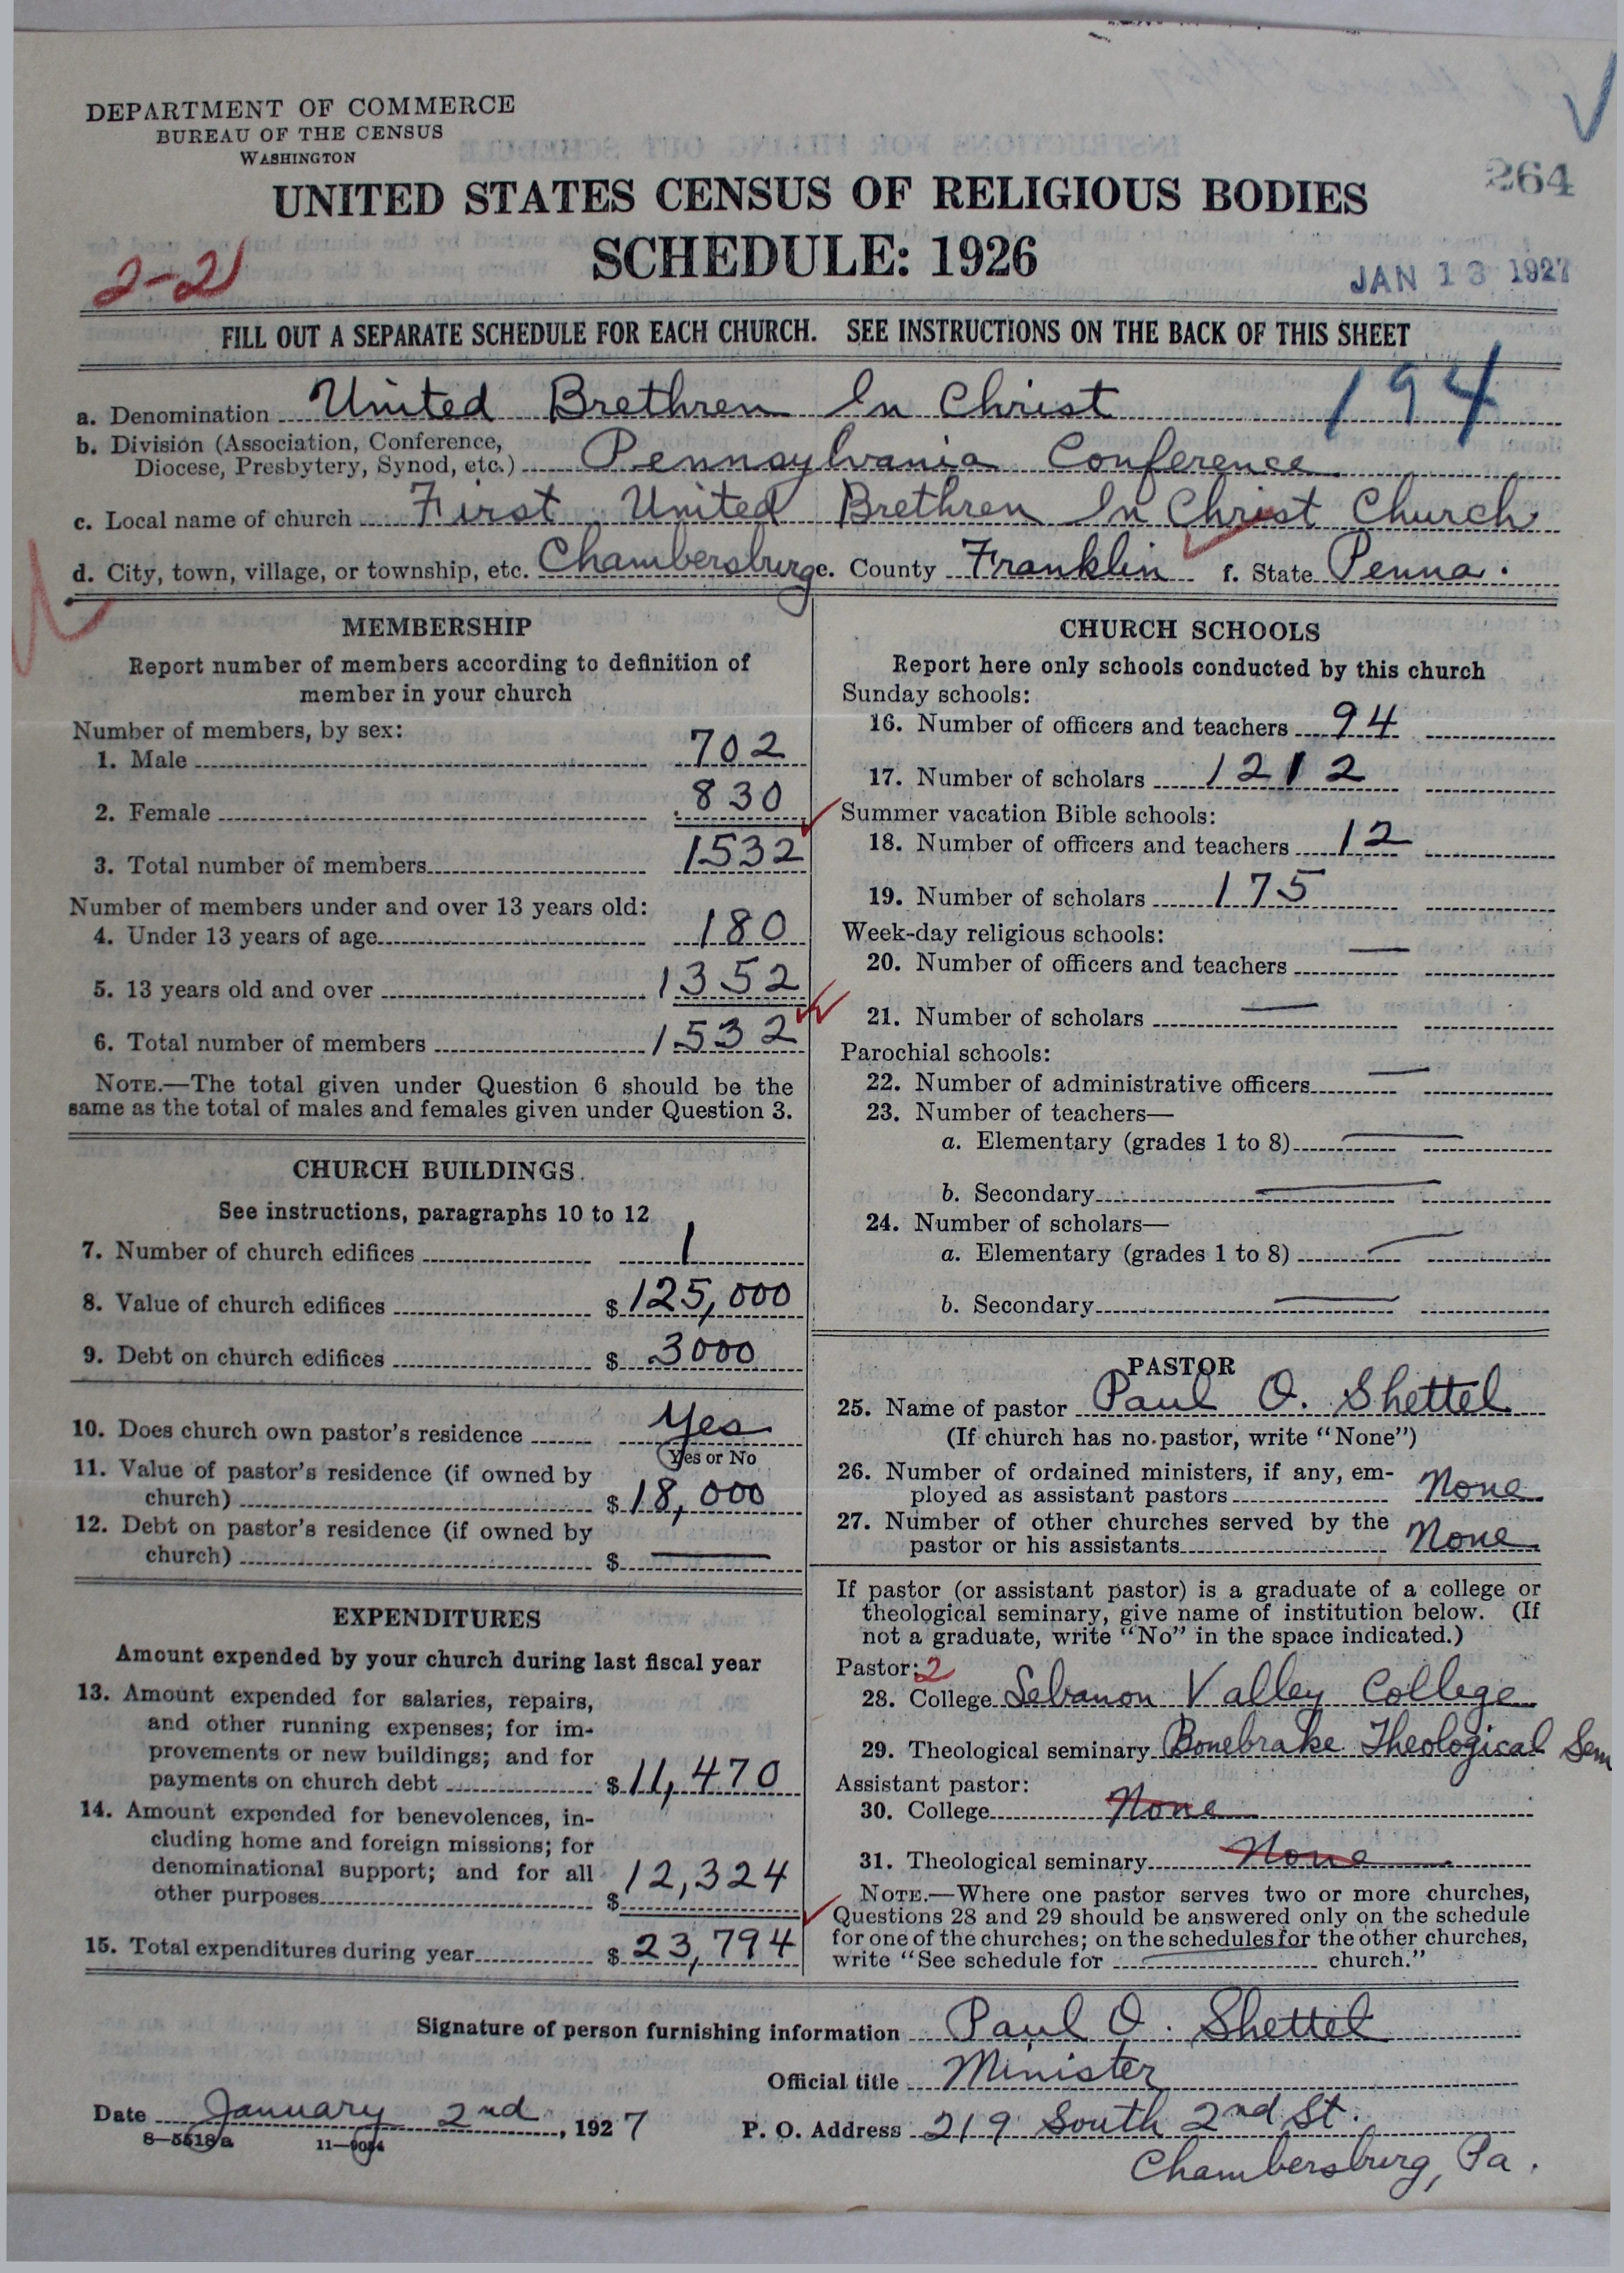 DEPARTMENT OF COMMERCE
BUREAU OF THE CENSUS
WASHINGTON
UNITED STATES CENSUS OF RELIGIOUS BODIES
264
SCHEDULE: 1926
2-21
JAN 13 1927
FILL OUT A SEPARATE SCHEDULE FOR EACH CHURCH. SEE INSTRUCTIONS ON THE BACK OF THIS SHEET
a. Denomination United Brethren In Christ 194
b. Division (Association, Conference,
Diocese, Presbytery, Synod, etc.) Pennsylvania Conference
c. Local name of church First United Brethren In Christ Church
d. City, town, village, or township, etc. Chambersburg e. County Franklin f. State Penna.
MEMBERSHIP
Report number of members according to definition of
member in your church
Number of members, by sex:
1. Male 702
2. Female 830
3. Total number of members 1532
Number of members under and over 13 years old:
4. Under 13 years of age 180
5. 13 years old and over 1352
6. Total number of members 1532
NOTE.—The total given under Question 6 should be the
same as the total of males and females given under Question 3.
CHURCH BUILDINGS
See instructions, paragraphs 10 to 12
7. Number of church edifices 1
8. Value of church edifices $125,000
9. Debt on church edifices $3000
10. Does church own pastor's residence Yes
Yes or No
11. Value of pastor's residence (if owned by
church) $18,000
12. Debt on pastor's residence (if owned by
church) $ —
EXPENDITURES
Amount expended by your church during last fiscal year
13. Amount expended for salaries, repairs,
and other running expenses; for im-
provements or new buildings; and for
payments on church debt $11,470
14. Amount expended for benevolences, in-
cluding home and foreign missions; for
denominational support; and for all
other purposes $12,324
15. Total expenditures during year $23,794
CHURCH SCHOOLS
Report here only schools conducted by this church
Sunday schools:
16. Number of officers and teachers 94
17. Number of scholars 1212
Summer vacation Bible schools:
18. Number of officers and teachers 12
19. Number of scholars 175
Week-day religious schools:
20. Number of officers and teachers —
21. Number of scholars —
Parochial schools:
22. Number of administrative officers —
23. Number of teachers—
a. Elementary (grades 1 to 8) —
b. Secondary —
24. Number of scholars—
a. Elementary (grades 1 to 8) —
b. Secondary —
PASTOR
25. Name of pastor Paul O. Shettel
(If church has no pastor, write "None")
26. Number of ordained ministers, if any, em-
ployed as assistant pastors None
27. Number of other churches served by the
pastor or his assistants None
If pastor (or assistant pastor) is a graduate of a college or
theological seminary, give name of institution below. (If
not a graduate, write "No" in the space indicated.)
Pastor: 2
28. College Lebanon Valley College
29. Theological seminary Bonebrake Theological Sem
Assistant pastor:
30. College None
31. Theological seminary None
NOTE.—Where one pastor serves two or more churches,
Questions 28 and 29 should be answered only on the schedule
for one of the churches; on the schedules for the other churches,
write "See schedule for — church."
Signature of person furnishing information Paul O. Shettel
Official title Minister
Date January 2nd, 1927 P. O. Address 219 South 2nd St.
8-5518a 11-9054
Chambersburg, Pa.